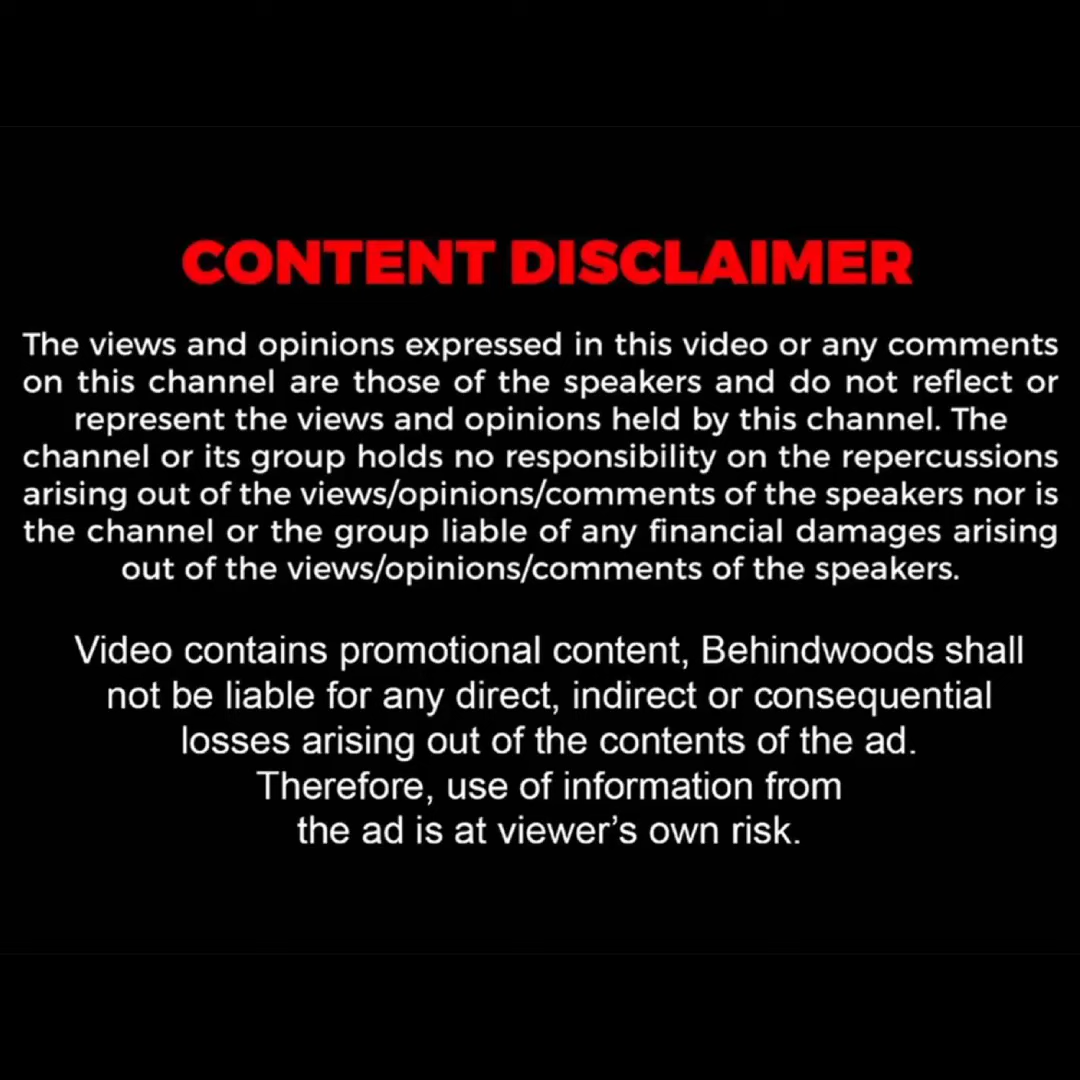 CONTENT DISCLAIMER
The views and opinions expressed in this video or any comments
on this channel are those of the speakers and do not reflect or
represent the views and opinions held by this channel. The
channel or its group holds no responsibility on the repercussions
arising out of the views/opinions/comments of the speakers nor is
the channel or the group liable of any financial damages arising
out of the views/opinions/comments of the speakers.
Video contains promotional content, Behindwoods shall
not be liable for any direct, indirect or consequential
losses arising out of the contents of the ad.
Therefore, use of information from
the ad is at viewer’s own risk.